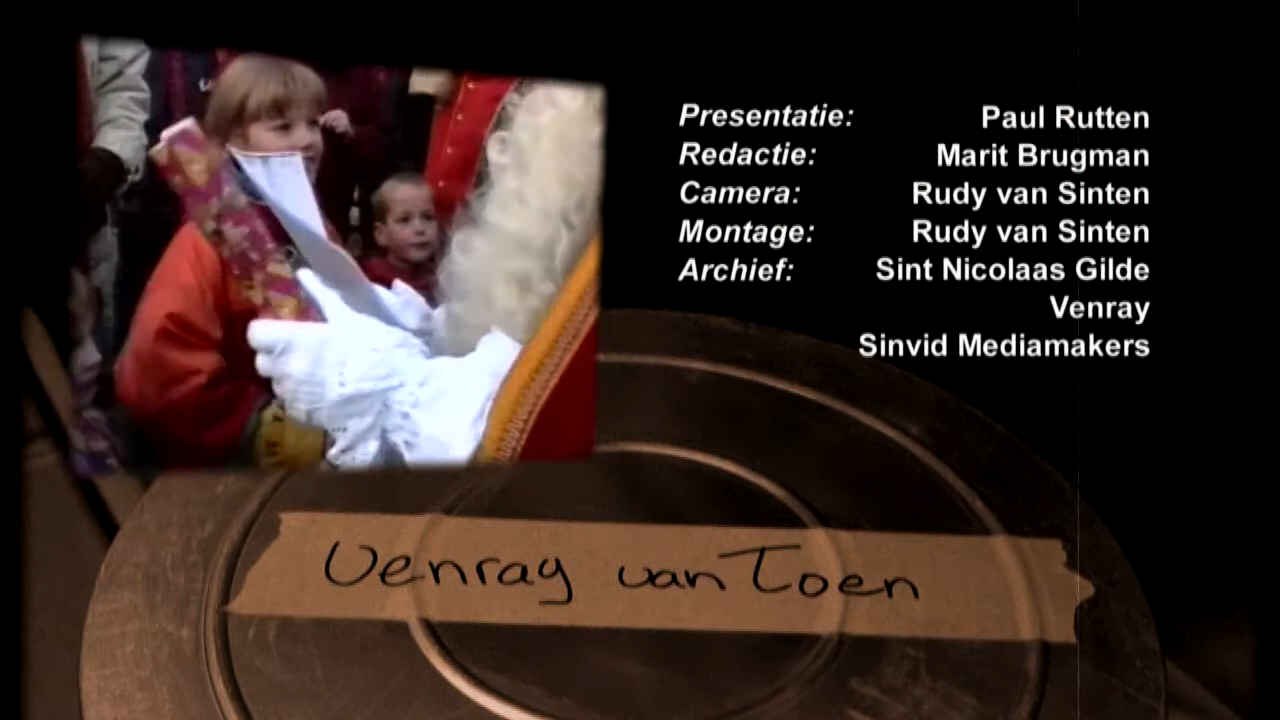 Presentatie: Paul Rutten
Redactie: Marit Brugman
Camera: Rudy van Sinten
Montage: Rudy van Sinten
Archief: Sint Nicolaas Gilde
Venray
Sinvid Mediamakers
Venray van Toen